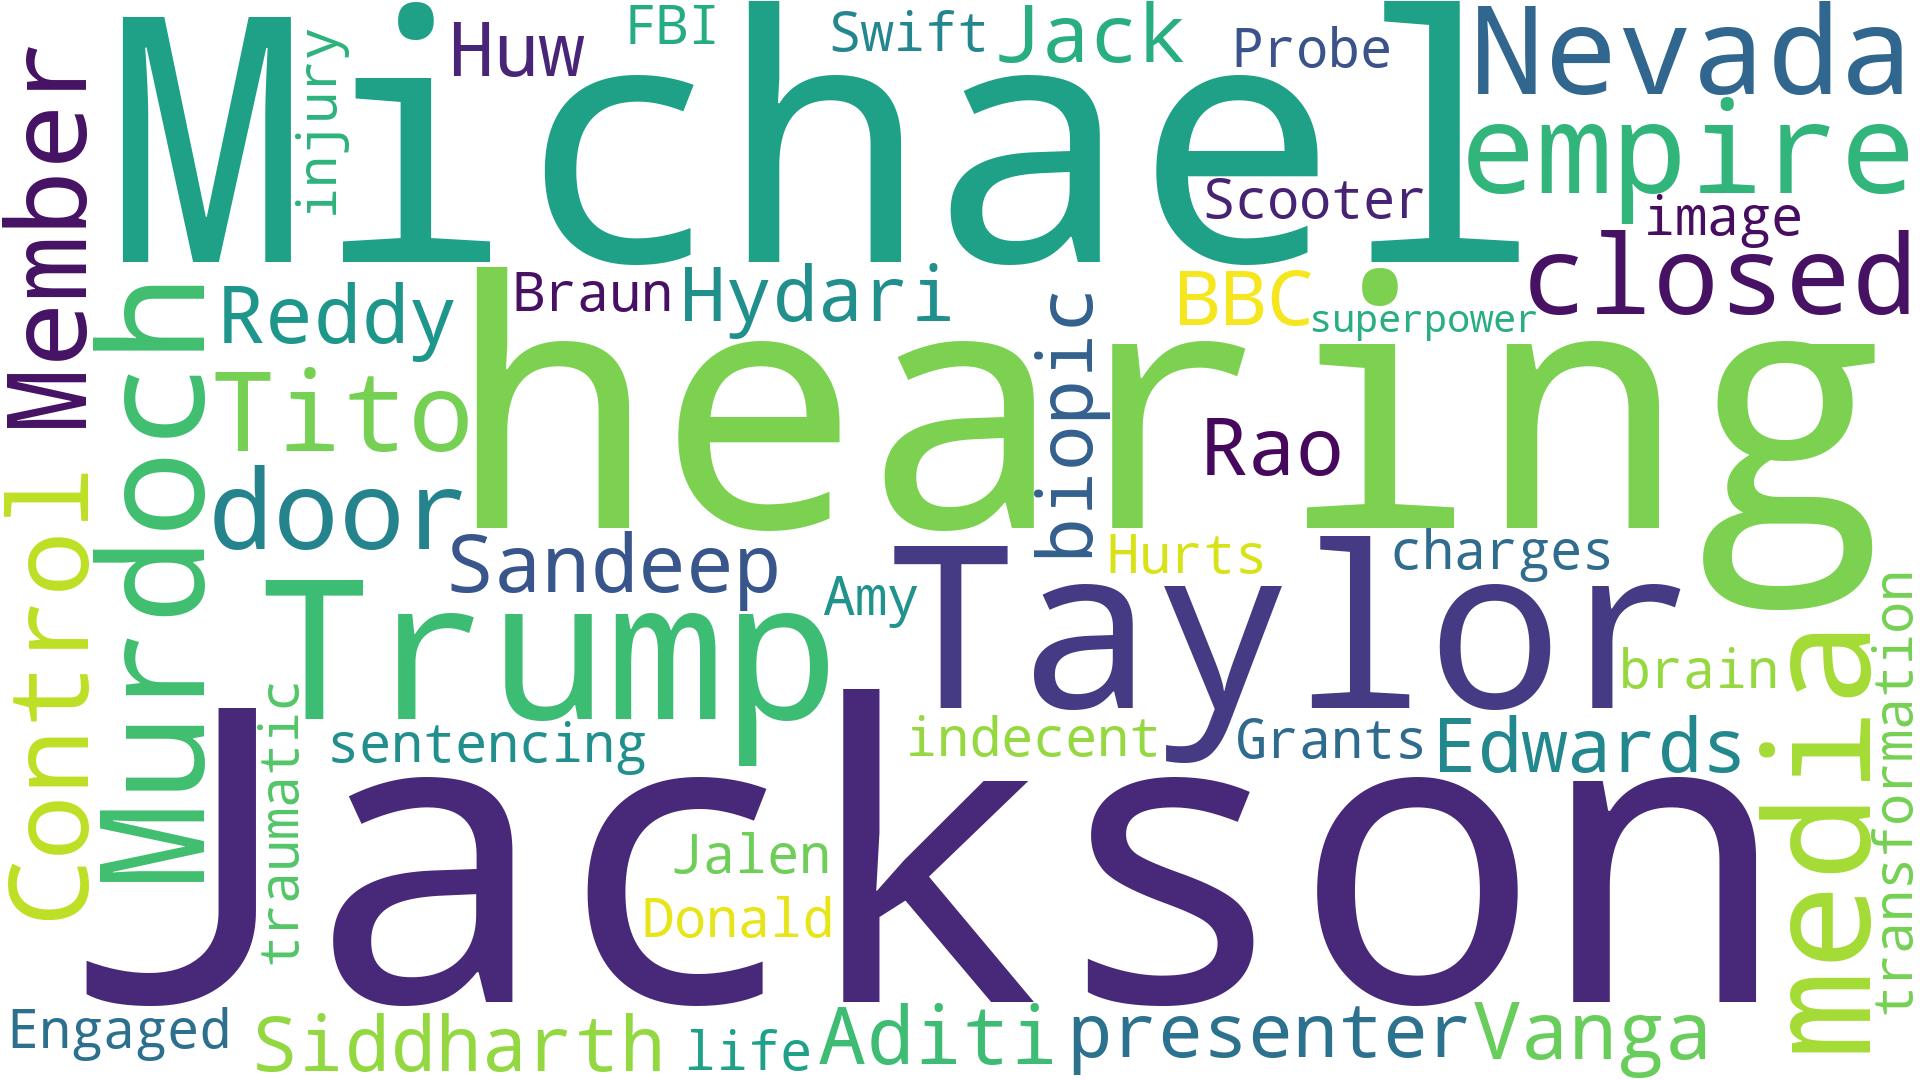 Michael
Huw
FBI
Swift
Jack
Probe
Nevada
Member
injury
empire
Scooter
image
closed
Reddy
Braun
Hydari
BBC
superpower
Murdoch
hearing
biopic
Tito
Rao
door
Control
Sandeep
Hurts
charges
Trump
Amy
Taylor
brain
transformation
media
traumatic
sentencing
indecent
Grants
Edwards
Jackson
Jalen
Donald
Engaged
Siddharth
life
Aditi
presenter
Vanga